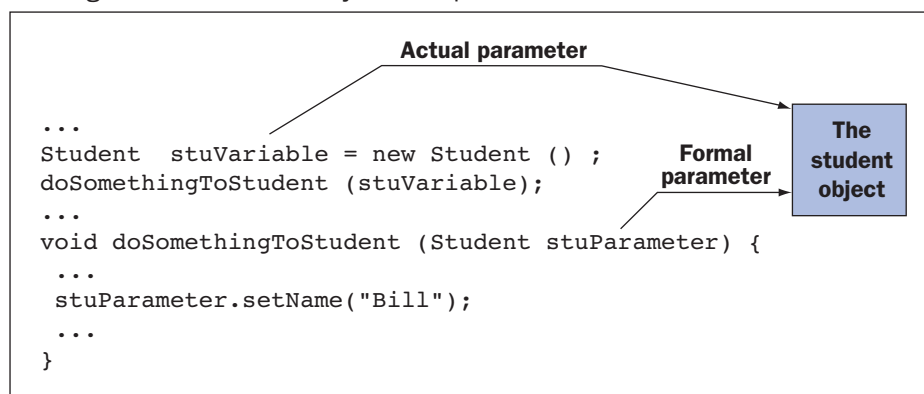 Actual parameter
...
Student  stuVariable = new Student () ;
doSomethingToStudent (stuVariable);
...
void doSomethingToStudent (Student stuParameter) {
 ...
 stuParameter.setName("Bill");
 ...
}
Formal
parameter
The
student
object